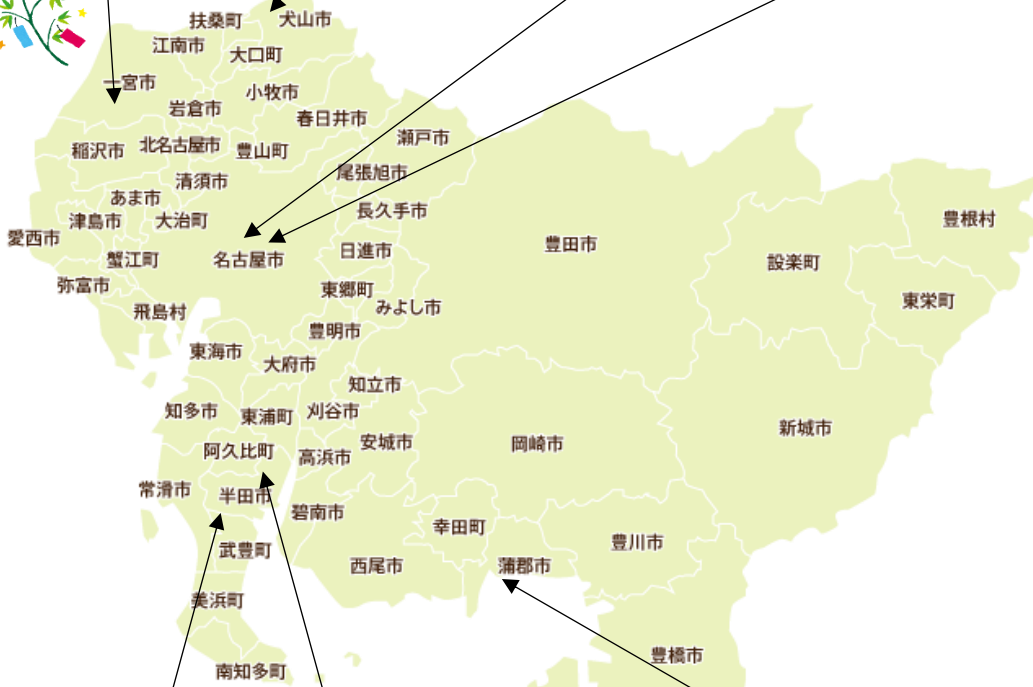 扶桑町
犬山市
江南市
大口町
一宮市
小牧市
岩倉市
春日井市
瀬戸市
稲沢市
北名古屋市
豊山町
尾張旭市
清須市
あま市
津島市
大治町
長久手市
愛西市
蟹江町
名古屋市
日進市
豊田市
豊根村
設楽町
弥富市
東郷町
みよし市
東栄町
飛島村
豊明市
東海市
大府市
知立市
知多市
東浦町
刈谷市
新城市
阿久比町
高浜市
安城市
岡崎市
常滑市
半田市
碧南市
幸田町
豊川市
武豊町
西尾市
蒲郡市
美浜町
豊橋市
南知多町